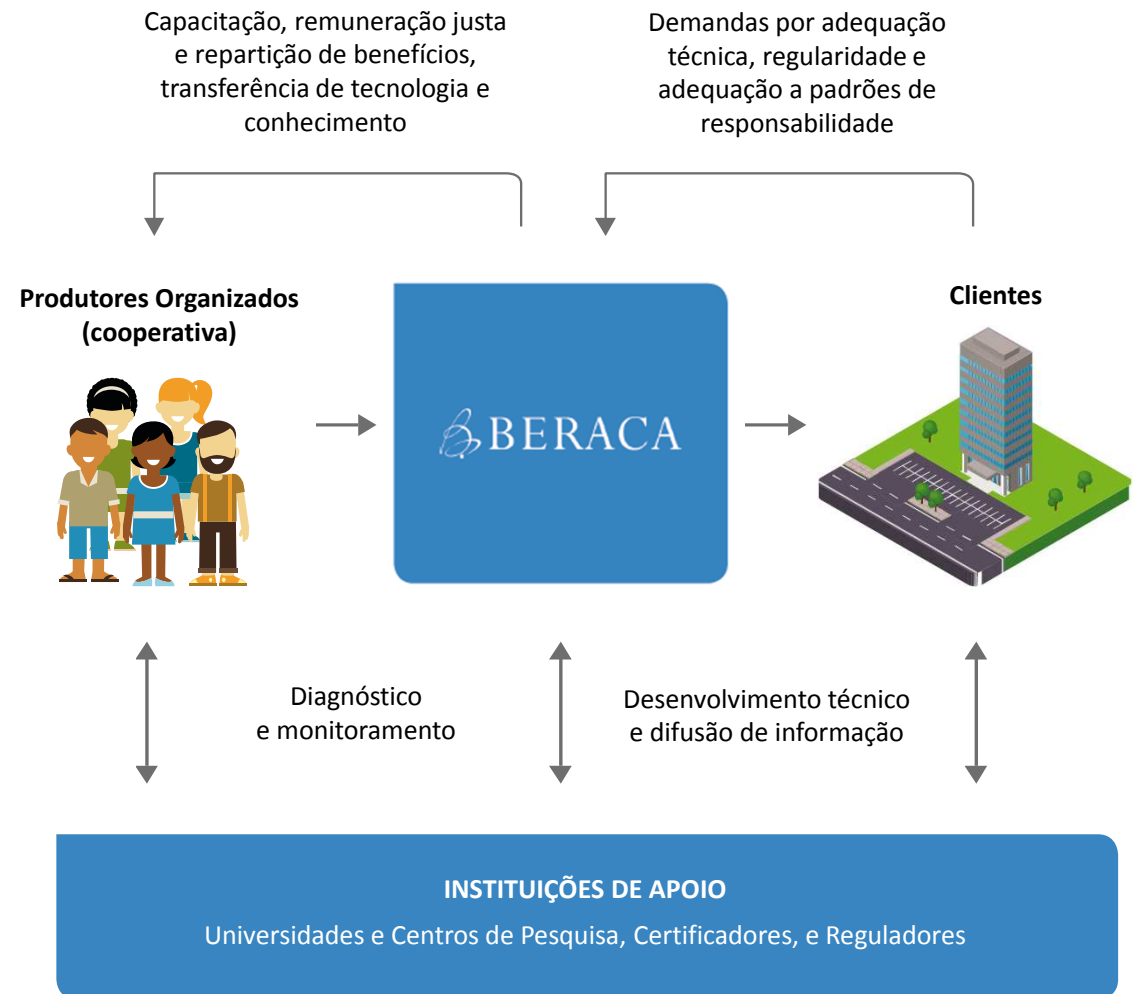 Capacitação, remuneração justa
e repartição de benefícios,
transferência de tecnologia e
conhecimento
Demandas por adequação
técnica, regularidade e
adequação a padrões de
responsabilidade
Produtores Organizados
(cooperativa)
BERACA
Clientes
Diagnóstico
e monitoramento
Desenvolvimento técnico
e difusão de informação
INSTITUIÇÕES DE APOIO
Universidades e Centros de Pesquisa, Certificadores, e Reguladores